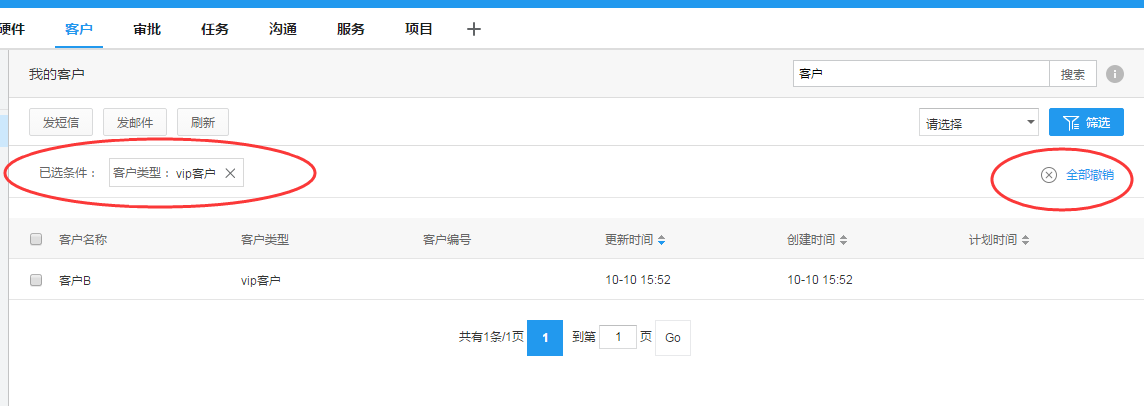 硬件 客户 审批 任务 沟通 服务 项目
我的客户 客户 搜索
发短信 发邮件 刷新 请选择 筛选
已选条件： 客户类型：vip客户 全部撤销
客户名称 客户类型 客户编号 更新时间 创建时间 计划时间
客户B vip客户 10-10 15:52 10-10 15:52
共有1条/1页 1 到第 1 页 Go